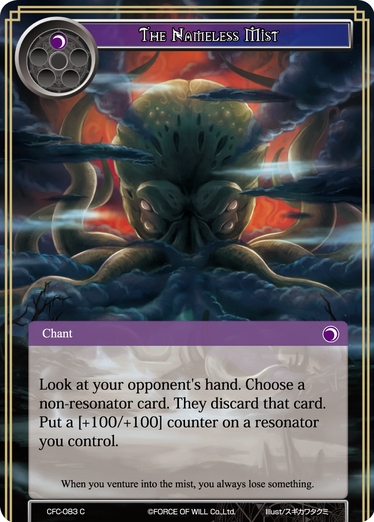 The Nameless Mist
Chant
Look at your opponent's hand. Choose a
non-resonator card. They discard that card.
Put a [+100/+100] counter on a resonator
you control.
When you venture into the mist, you always lose something.
CFC-083 C ©FORCE OF WILL Co.,Ltd. Illust/スギカワタクミ